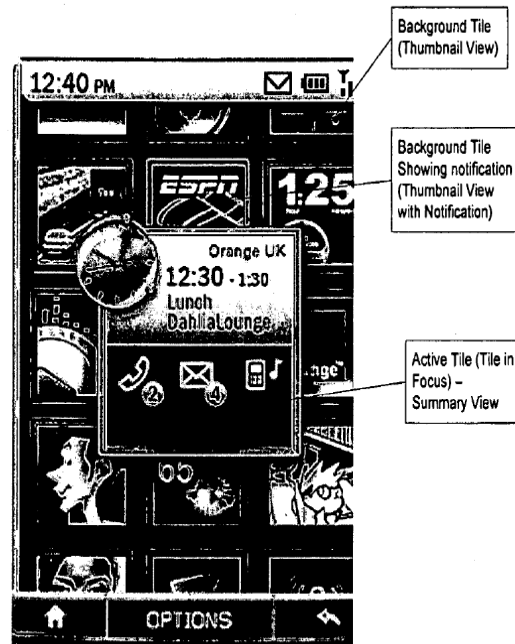 Background Tile
(Thumbnail View)
12:40 PM
Background Tile
Showing notification
(Thumbnail View
with Notification)
ESPN
1:25
Orange UK
12:30 - 1:30
Lunch
DahliaLounge
2
4
Active Tile (Tile in
Focus) –
Summary View
OPTIONS